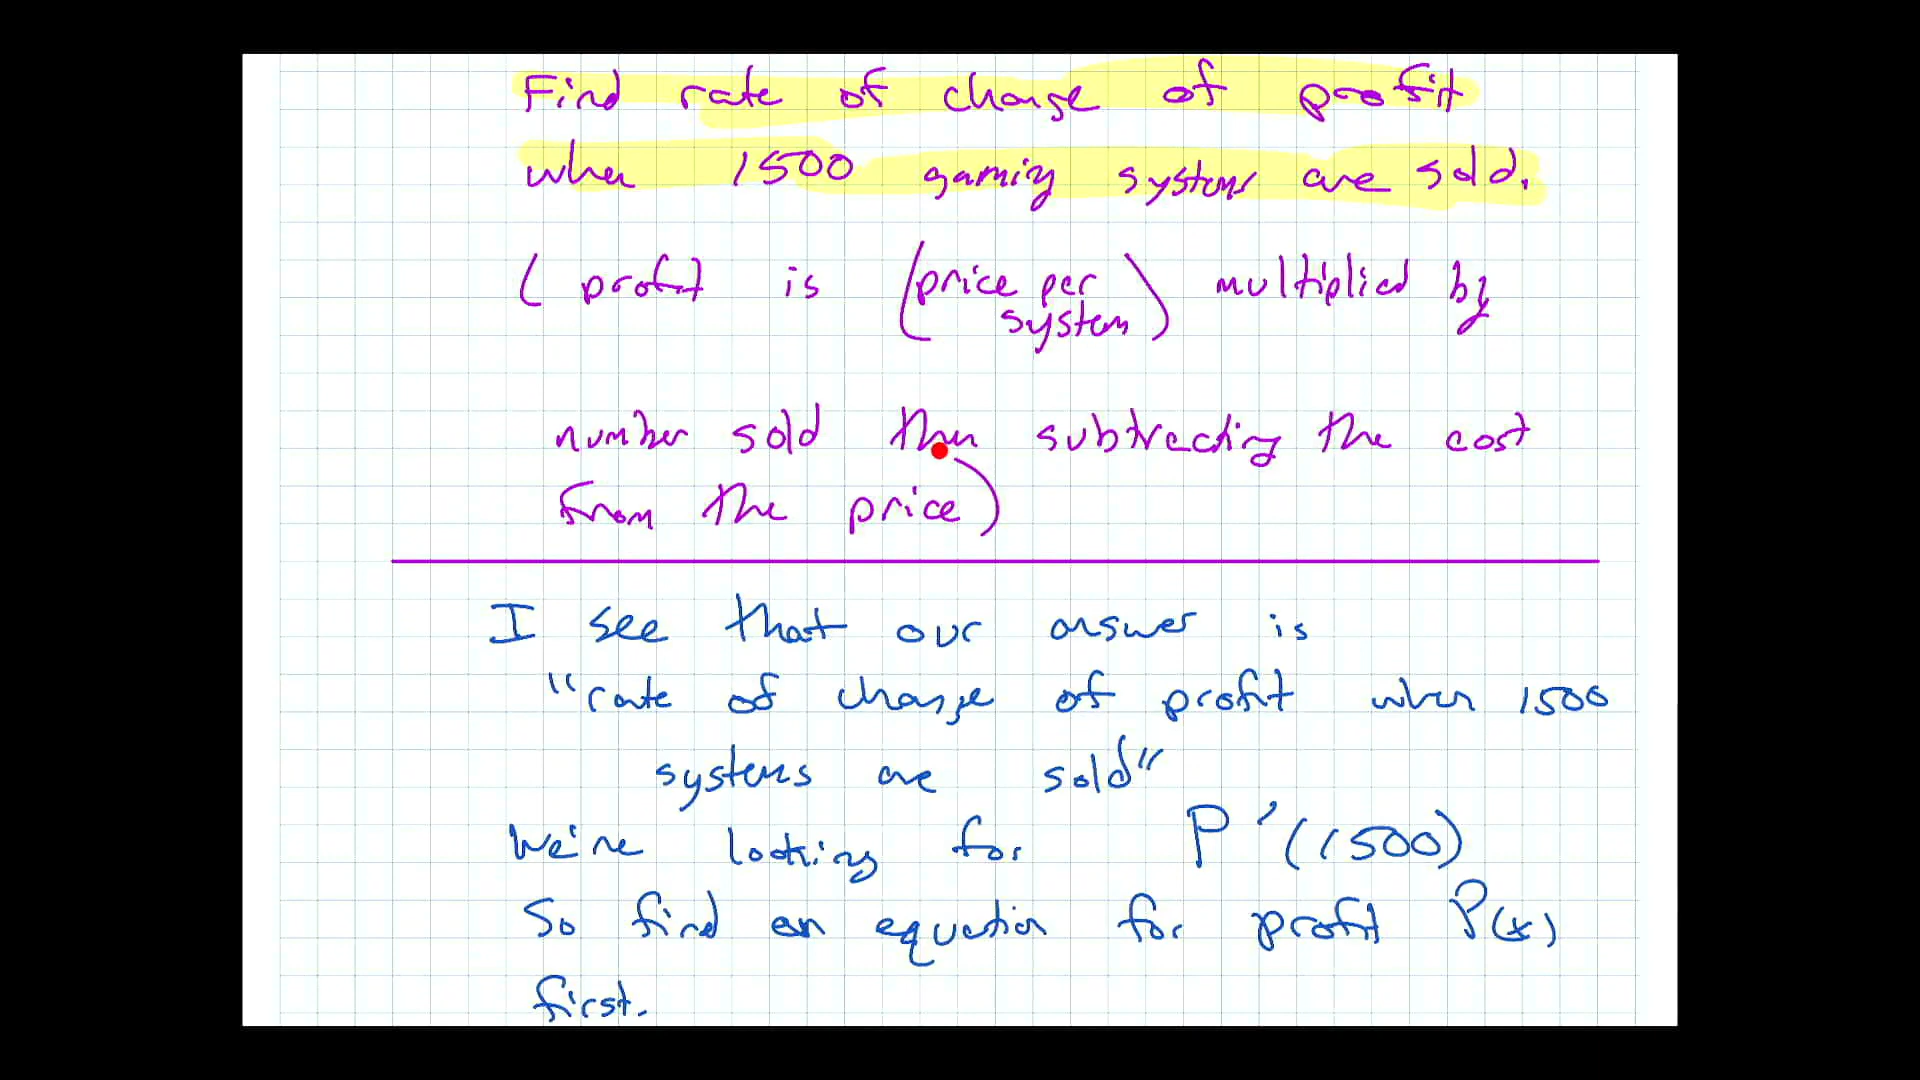 Find rate of change of profit
when 1500 gaming systems are sold.
( profit is (price per system) multiplied by
number sold then subtracting the cost
from the price)
I see that our answer is
"rate of change of profit when 1500
systems are sold"
We're looking for P'(1500)
So find an equation for profit P(x)
first.